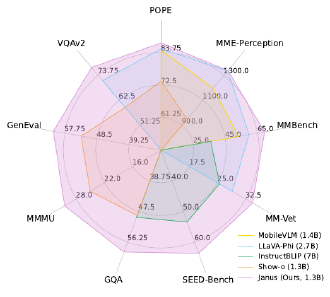 POPE
VQAv2
83.75
MME-Perception
73.75
1300.0
72.5
62.5
1100.0
GenEval
MMBench
57.75
48.5
39.25
51.25
61.25
900.0
25.0
45.0
65.0
16.0
17.5
22.0
38.75
40.0
25.0
28.0
32.5
MMMU
MM-Vet
47.5
50.0
56.25
60.0
GQA
SEED-Bench
MobileVLM (1.4B)
LLaVA-Phi (2.7B)
InstructBLIP (7B)
Show-o (1.3B)
Janus (Ours, 1.3B)